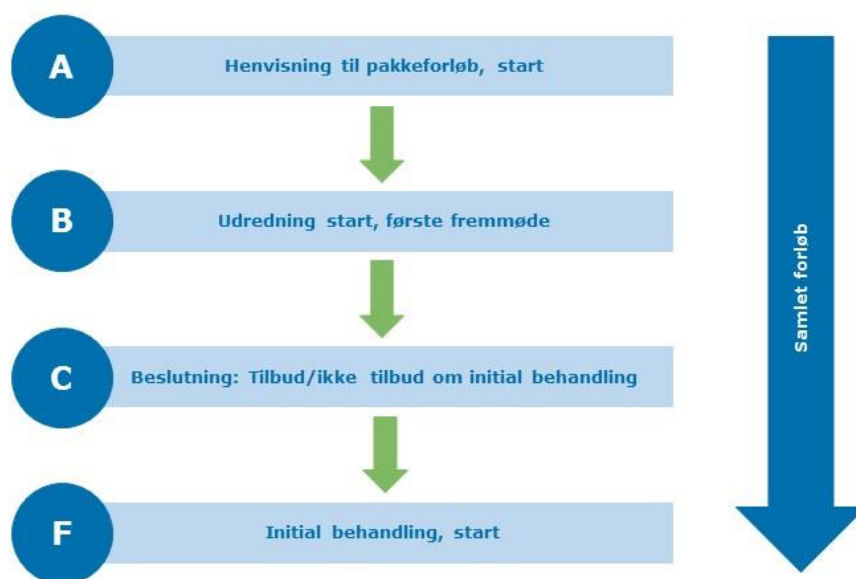 A
Henvisning til pakkeforløb, start
B
Udredning start, første fremmøde
C
Beslutning: Tilbud/ikke tilbud om initial behandling
F
Initial behandling, start
Samlet forløb